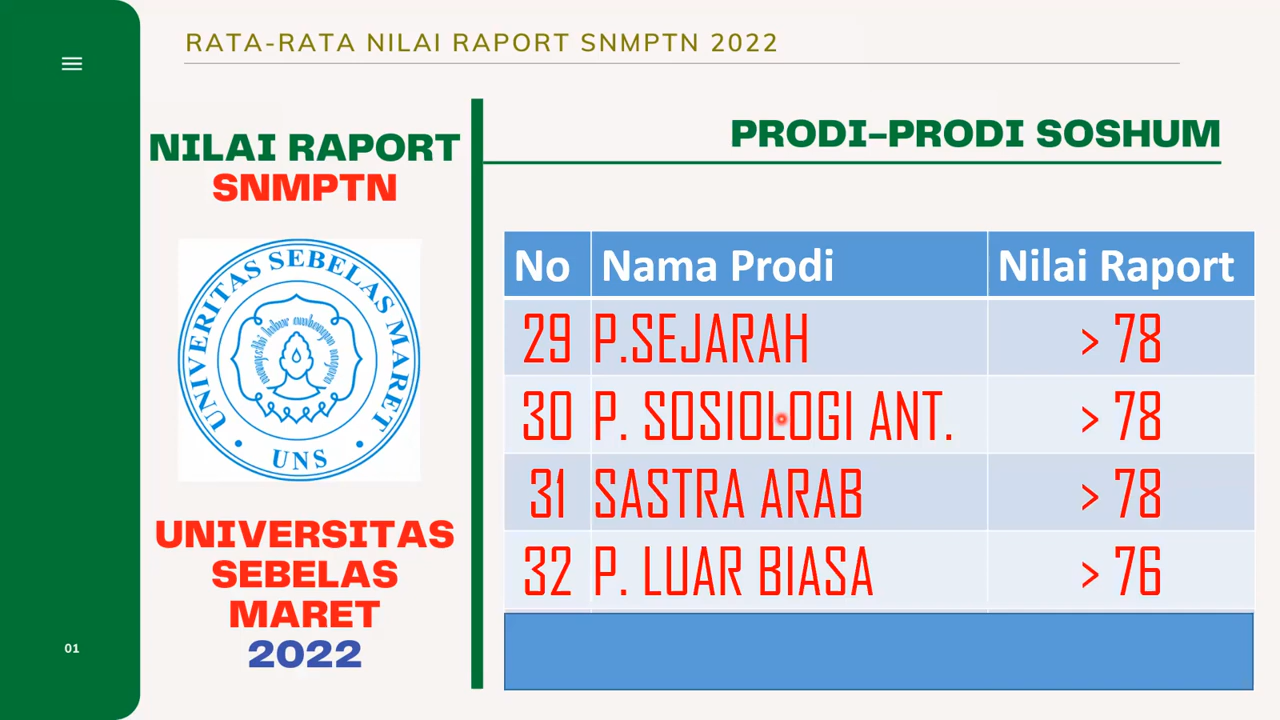 RATA-RATA NILAI RAPORT SNMPTN 2022
NILAI RAPORT
SNMPTN
UNIVERSITAS SEBELAS MARET
UNS
UNIVERSITAS
SEBELAS
MARET
2022
01
PRODI-PRODI SOSHUM
No Nama Prodi Nilai Raport
29 P.SEJARAH > 78
30 P. SOSIOLOGI ANT. > 78
31 SASTRA ARAB > 78
32 P. LUAR BIASA > 76